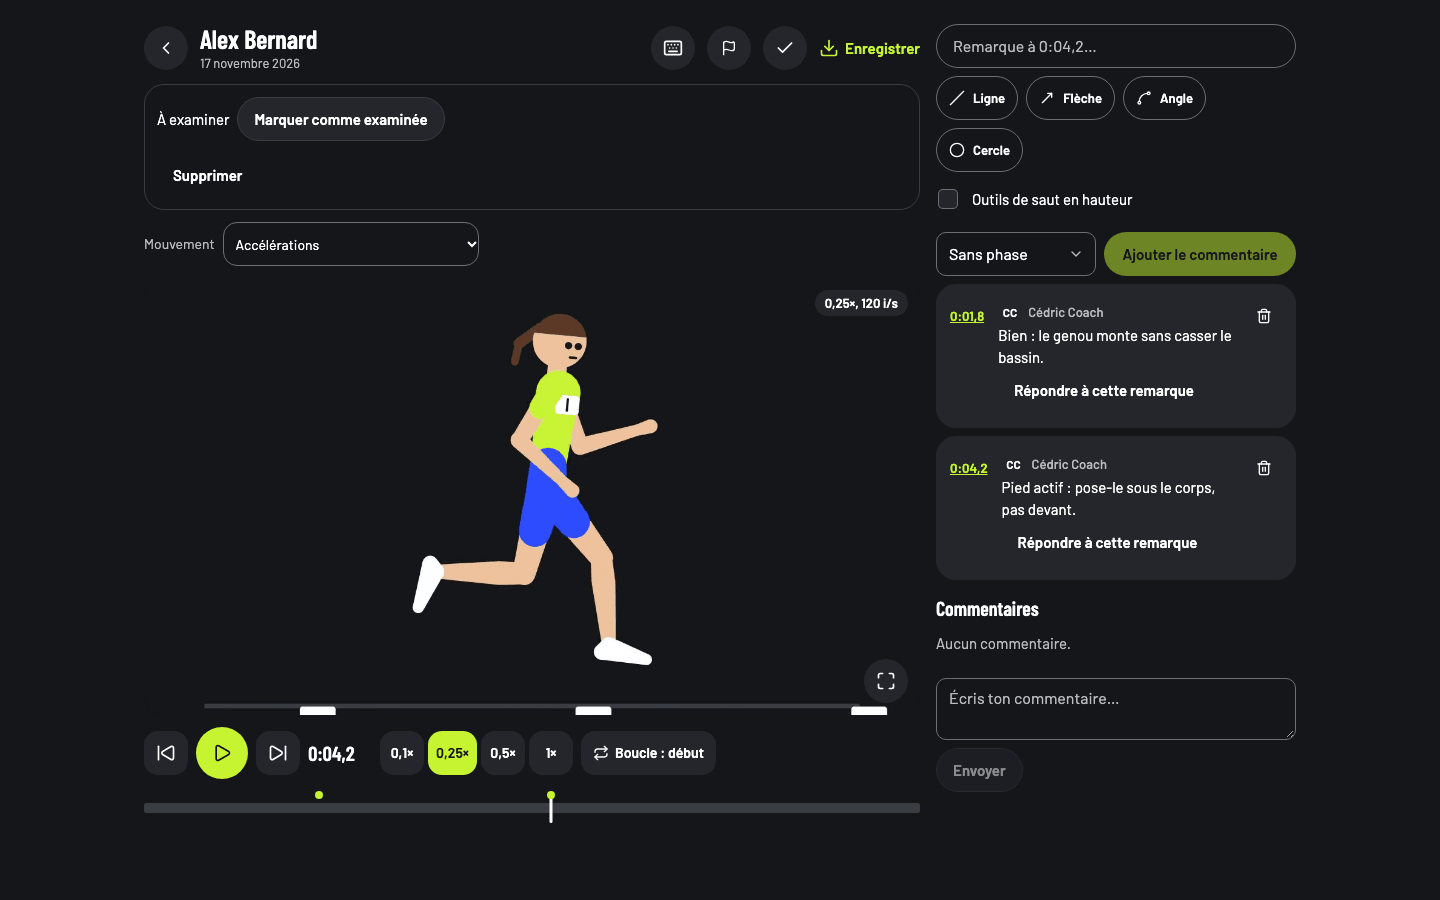 Alex Bernard
17 novembre 2026
Enregistrer
À examiner
Marquer comme examinée
Supprimer
Mouvement
Accélérations
0,25×, 120 i/s
0:04,2
0,1×
0,25×
0,5×
1×
Boucle : début
Remarque à 0:04,2...
Ligne
Flèche
Angle
Cercle
Outils de saut en hauteur
Sans phase
Ajouter le commentaire
0:01,8
CC Cédric Coach
Bien : le genou monte sans casser le
bassin.
Répondre à cette remarque
0:04,2
CC Cédric Coach
Pied actif : pose-le sous le corps,
pas devant.
Répondre à cette remarque
Commentaires
Aucun commentaire.
Écris ton commentaire...
Envoyer